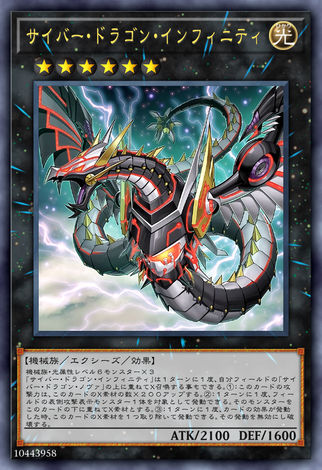 サイバー・ドラゴン・インフィニティ
光
【機械族／エクシーズ／効果】
機械族・光属性レベル６モンスター×３
「サイバー・ドラゴン・インフィニティ」は１ターンに１度、自分フィールドの「サイ
バー・ドラゴン・ノヴァ」の上に重ねてX召喚する事もできる。①：このカードの攻
撃力は、このカードのX素材の数×２００アップする。②：１ターンに１度、フィー
ルドの表側攻撃表示モンスター１体を対象として発動できる。そのモンスターを
このカードの下に重ねてX素材とする。③：１ターンに１度、カードの効果が発動
した時、このカードのX素材を１つ取り除いて発動できる。その発動を無効にし破
壊する。
ATK/2100 DEF/1600
10443958